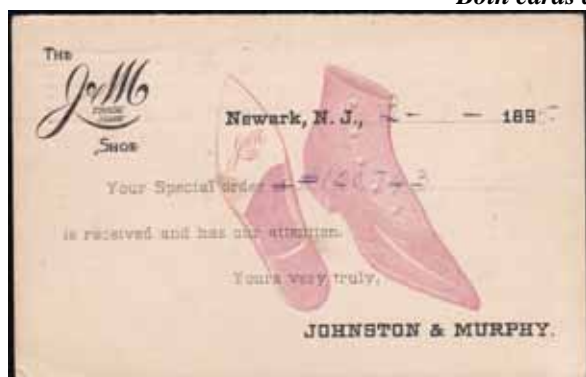 Both cards
THE
J & M
SHOE
Newark, N. J., 189
Your Special order
is received and has our attention.
Yours very truly,
JOHNSTON & MURPHY.